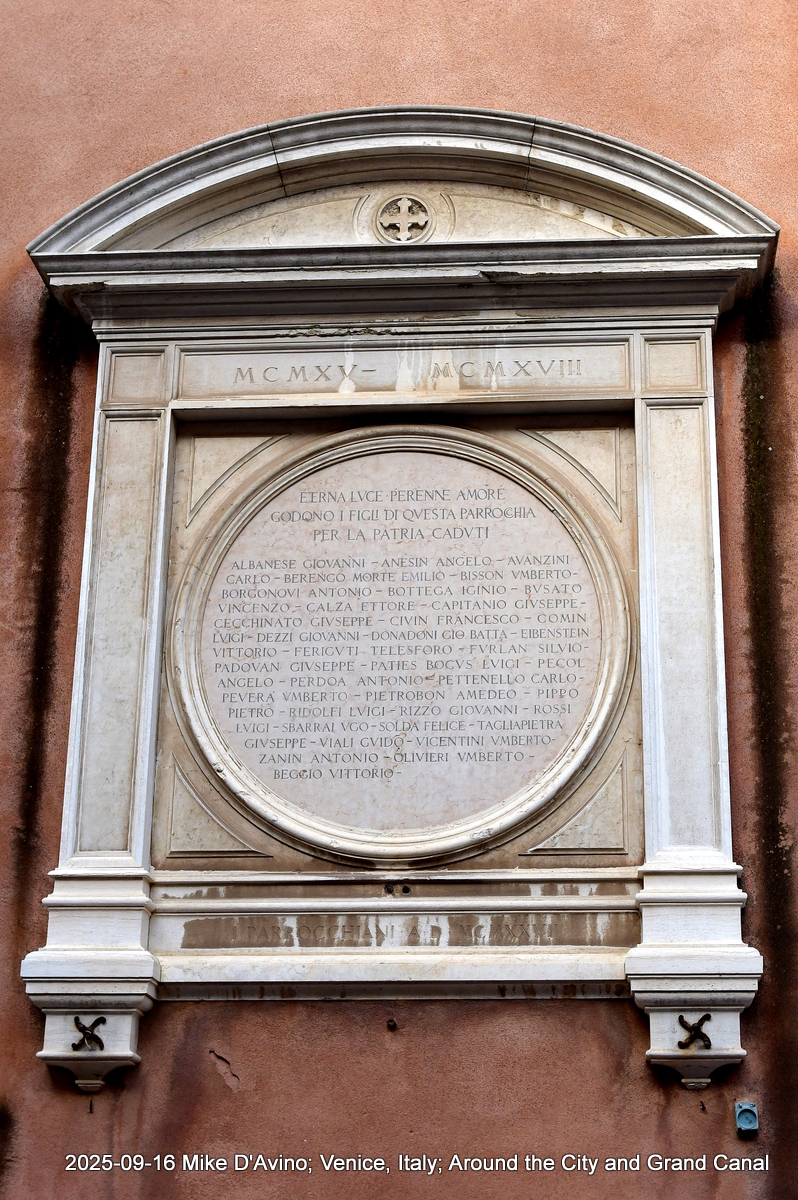 MCMXV– MCMXVIII
ETERNA LVCE · PERENNE AMORE
GODONO I FIGLI DI QVESTA PARROCHIA
PER LA PATRIA CADVTI
ALBANESE GIOVANNI – ANESIN ANGELO – AVANZINI
CARLO – BERENGO MORTE EMILIO – BISSON VMBERTO–
BORGONOVI ANTONIO – BOTTEGA IGINIO – BVSATO
VINCENZO – CALZA ETTORE – CAPITANIO GIVSEPPE–
CECCHINATO GIVSEPPE – CIVIN FRANCESCO – COMIN
LVIGI – DEZZI GIOVANNI – DONADONI GIO BATTA – EIBENSTEIN
VITTORIO – FERIGVTI TELESFORO – FVRLAN SILVIO–
PADOVAN GIVSEPPE – PATIES BOGVS LVIGI – PECOL
ANGELO – PERDOA ANTONIO – PETTENELLO CARLO–
PEVERA VMBERTO – PIETROBON AMEDEO – PIPPO
PIETRO – RIDOLFI LVIGI – RIZZO GIOVANNI – ROSSI
LVIGI – SBARRAI VGO – SOLDA FELICE – TAGLIAPIETRA
GIVSEPPE – VIALI GVIDO – VICENTINI VMBERTO–
ZANIN ANTONIO – OLIVIERI VMBERTO –
BEGGIO VITTORIO –
I PARROCCHIANI A.D. MCMXXVI
2025-09-16 Mike D'Avino; Venice, Italy; Around the City and Grand Canal